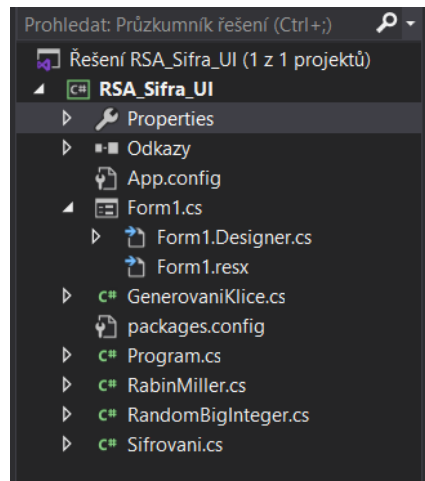 Prohledat: Průzkumník řešení (Ctrl+;)
Řešení RSA_Sifra_UI (1 z 1 projektů)
C# RSA_Sifra_UI
Properties
Odkazy
App.config
Form1.cs
Form1.Designer.cs
Form1.resx
C# GenerovaniKlice.cs
packages.config
C# Program.cs
C# RabinMiller.cs
C# RandomBigInteger.cs
C# Sifrovani.cs